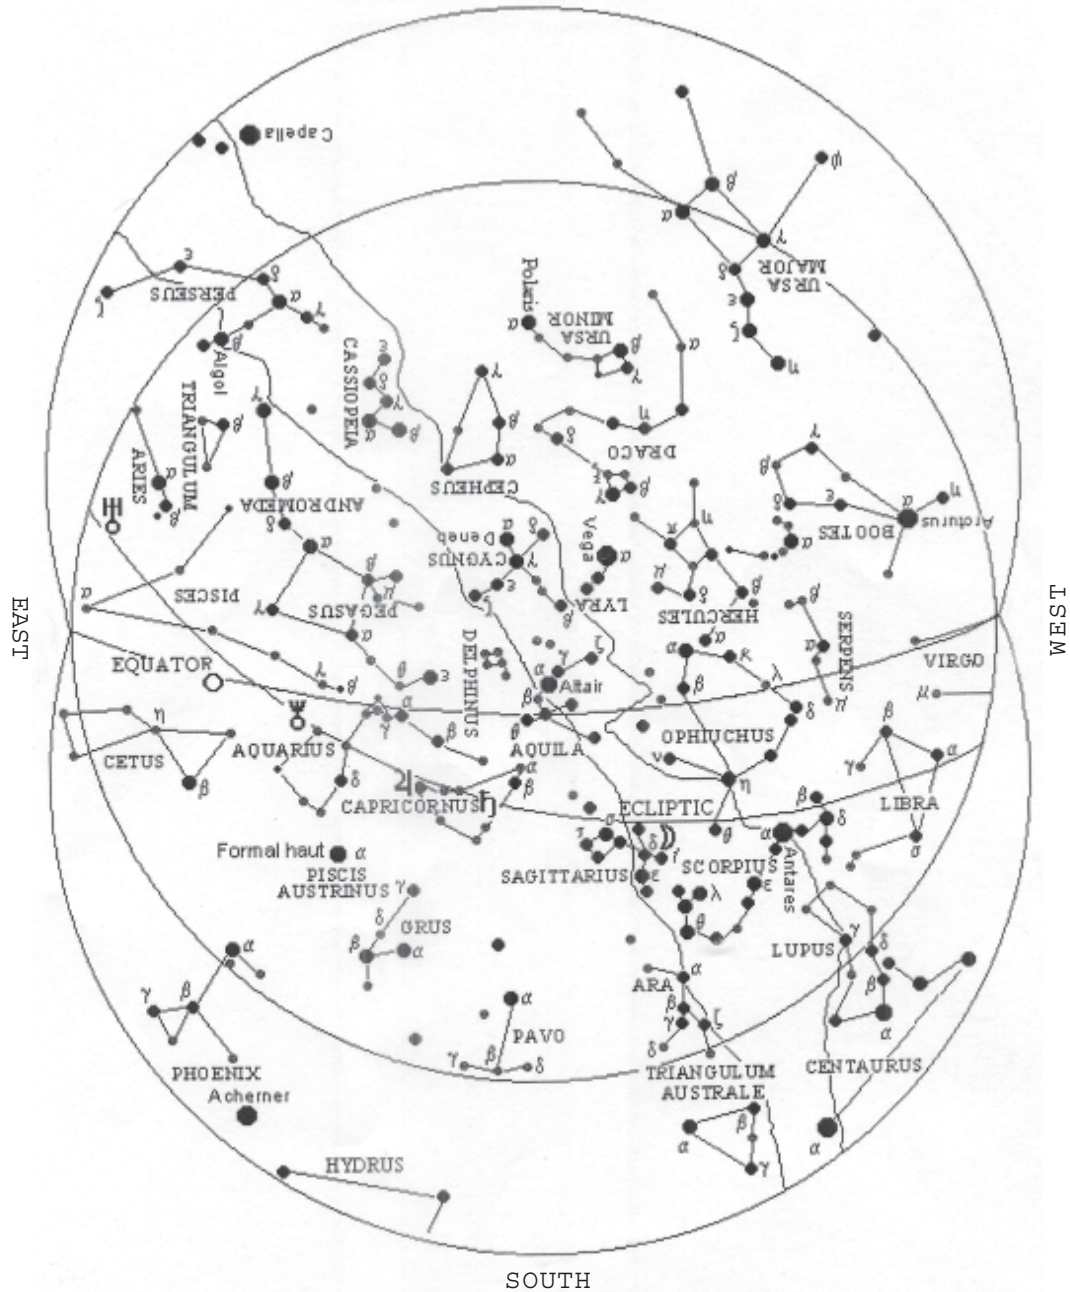 Capella
ψ
β
α
γ
δ
URSA
MAJOR
ε
ζ
η
ε
δ
PERSEUS
α
γ
ζ
β
Algol
Polaris
α
URSA
MINOR
β
γ
CASSIOPEIA
ε
δ
γ
α
β
γ
β
α
CEPHEUS
α
η
δ
DRACO
ξ
β
γ
TRIANGULUM
β
ARIES
α
β
γ
β
δ
ANDROMEDA
α
γ
β
δ
ε
α
η
BOOTES
Arcturus
α
Deneb
δ
CYGNUS
γ
ε
ζ
β
Vega
α
LYRA
π
η
μ
δ
β
HERCULES
α
α
PISCES
α
β
μ
PEGASUS
γ
α
θ
ε
γ
β
DELPHINUS
ζ
γ
α
Altair
β
θ
AQUILA
α
κ
β
λ
δ
OPHIUCHUS
ν
η
θ
β
SERPENS
α
μ
VIRGO
μ
EAST
WEST
EQUATOR
η
CETUS
β
AQUARIUS
α
γ
β
δ
α
β
CAPRICORNUS
ECLIPTIC
β
α
γ
LIBRA
σ
Formal haut α
PISCIS
AUSTRINUS
γ
δ
GRUS
β
α
σ
τ
δ
γ
ε
SAGITTARIUS
SCORPIUS
α
Antares
β
δ
λ
ε
θ
LUPUS
γ
δ
β
α
α
γ
β
PHOENIX
Acherner
α
PAVO
γ
β
δ
ARA
α
β
γ
ζ
δ
TRIANGULUM
AUSTRALE
β
α
γ
CENTAURUS
α
HYDRUS
SOUTH